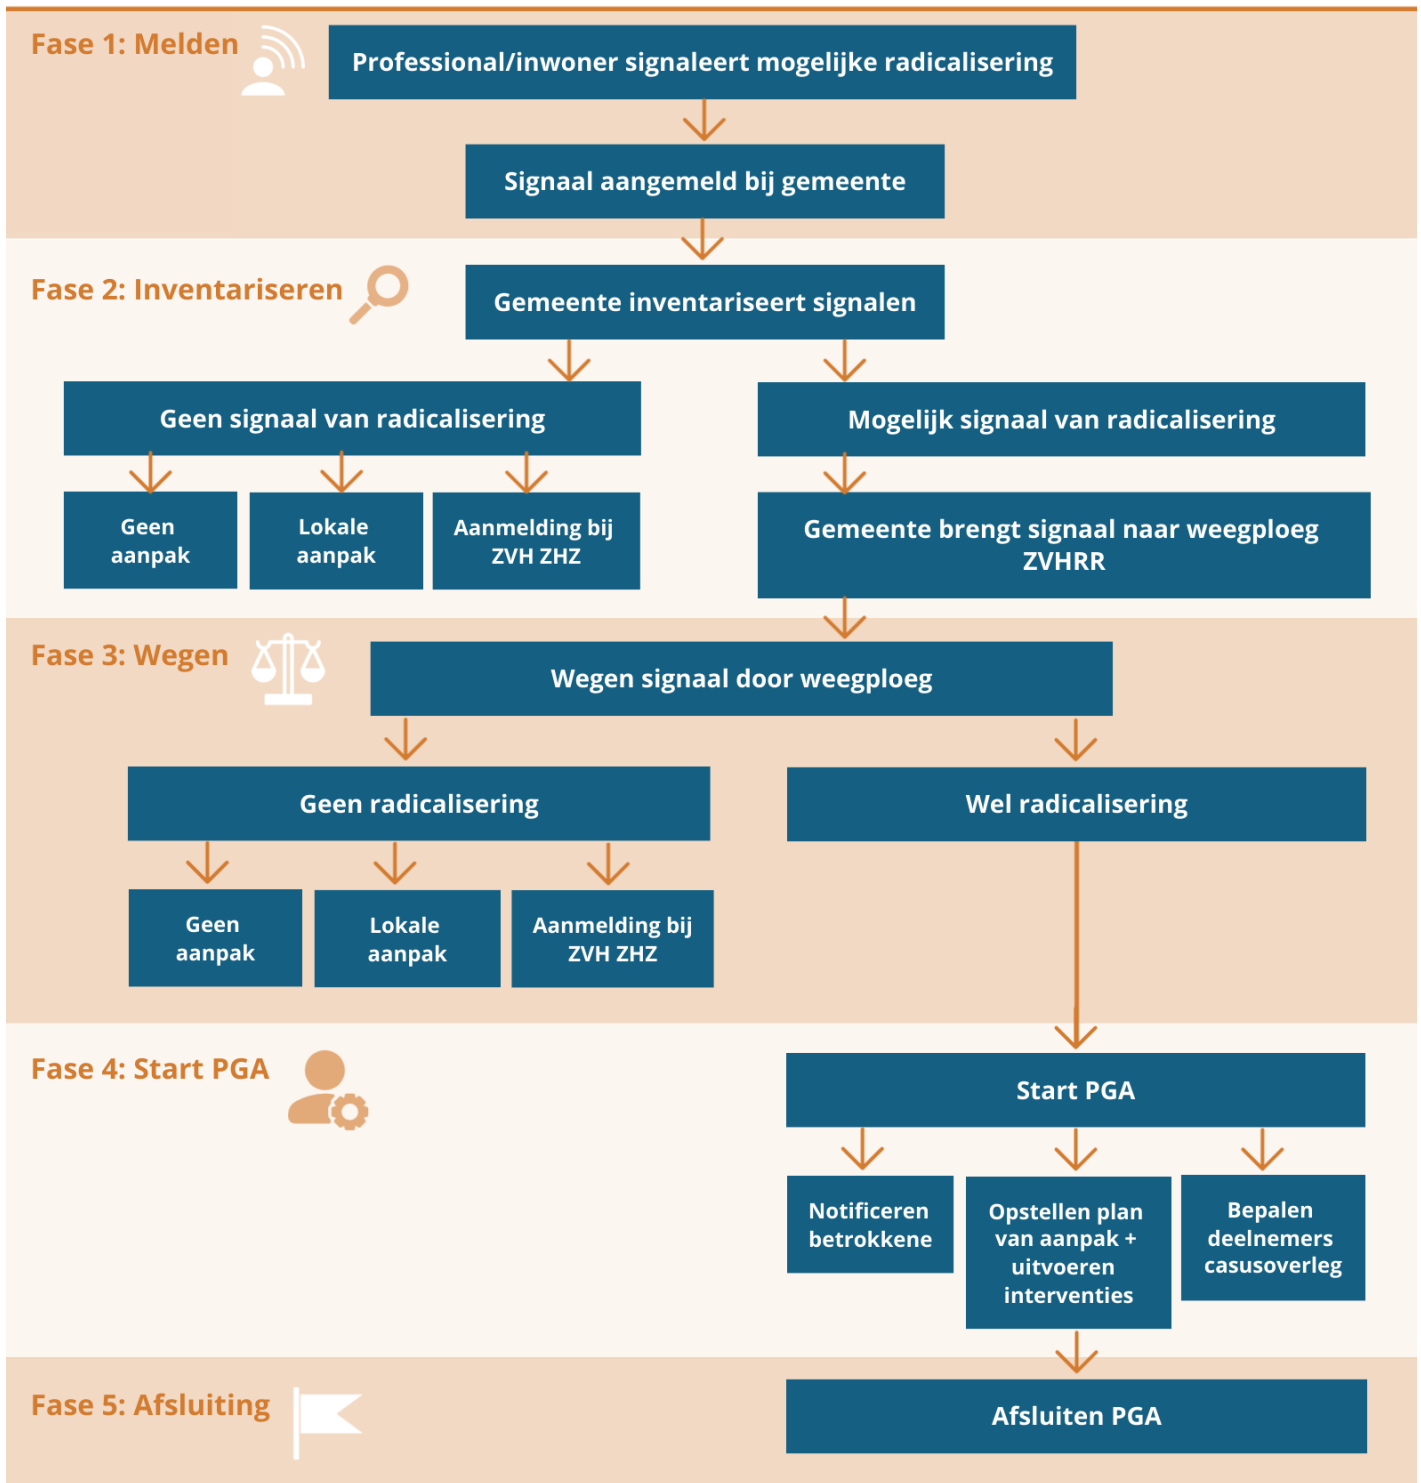 Fase 1: Melden
Professional/inwoner signaleert mogelijke radicalisering
Signaal aangemeld bij gemeente
Fase 2: Inventariseren
Gemeente inventariseert signalen
Geen signaal van radicalisering
Mogelijk signaal van radicalisering
Geen
aanpak
Lokale
aanpak
Aanmelding bij
ZVH ZHZ
Gemeente brengt signaal naar weegploeg
ZVHRR
Fase 3: Wegen
Wegen signaal door weegploeg
Geen radicalisering
Wel radicalisering
Geen
aanpak
Lokale
aanpak
Aanmelding bij
ZVH ZHZ
Fase 4: Start PGA
Start PGA
Notificeren
betrokkene
Opstellen plan
van aanpak +
uitvoeren
interventies
Bepalen
deelnemers
casusoverleg
Fase 5: Afsluiting
Afsluiten PGA